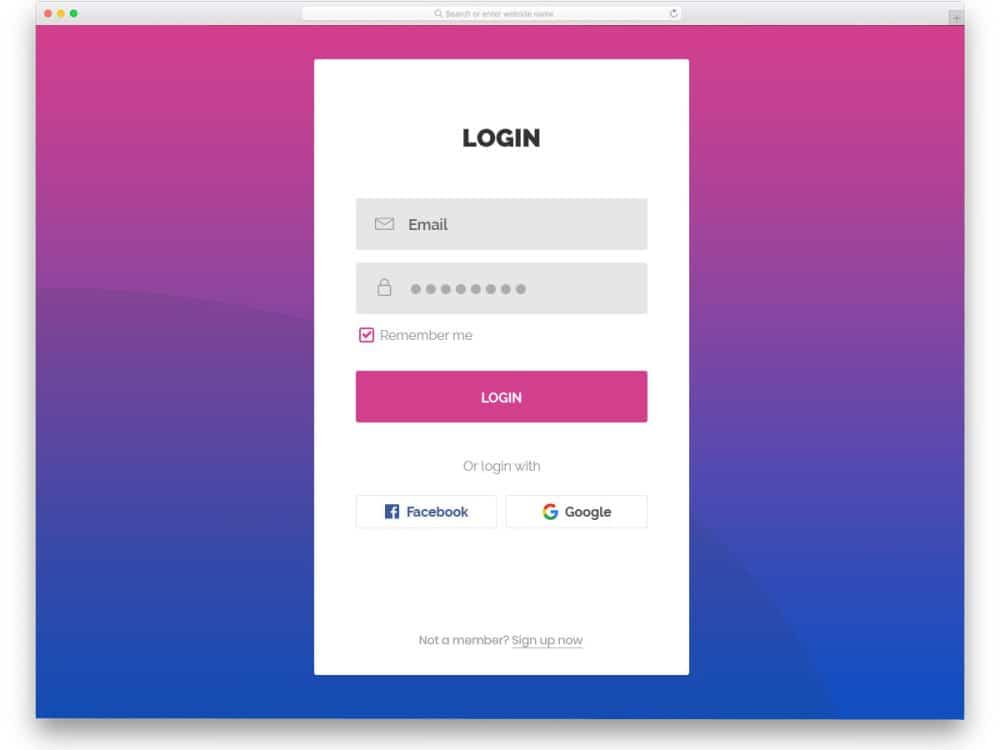 Search or enter website name
LOGIN
Email
Remember me
LOGIN
Or login with
Facebook
Google
Not a member? Sign up now